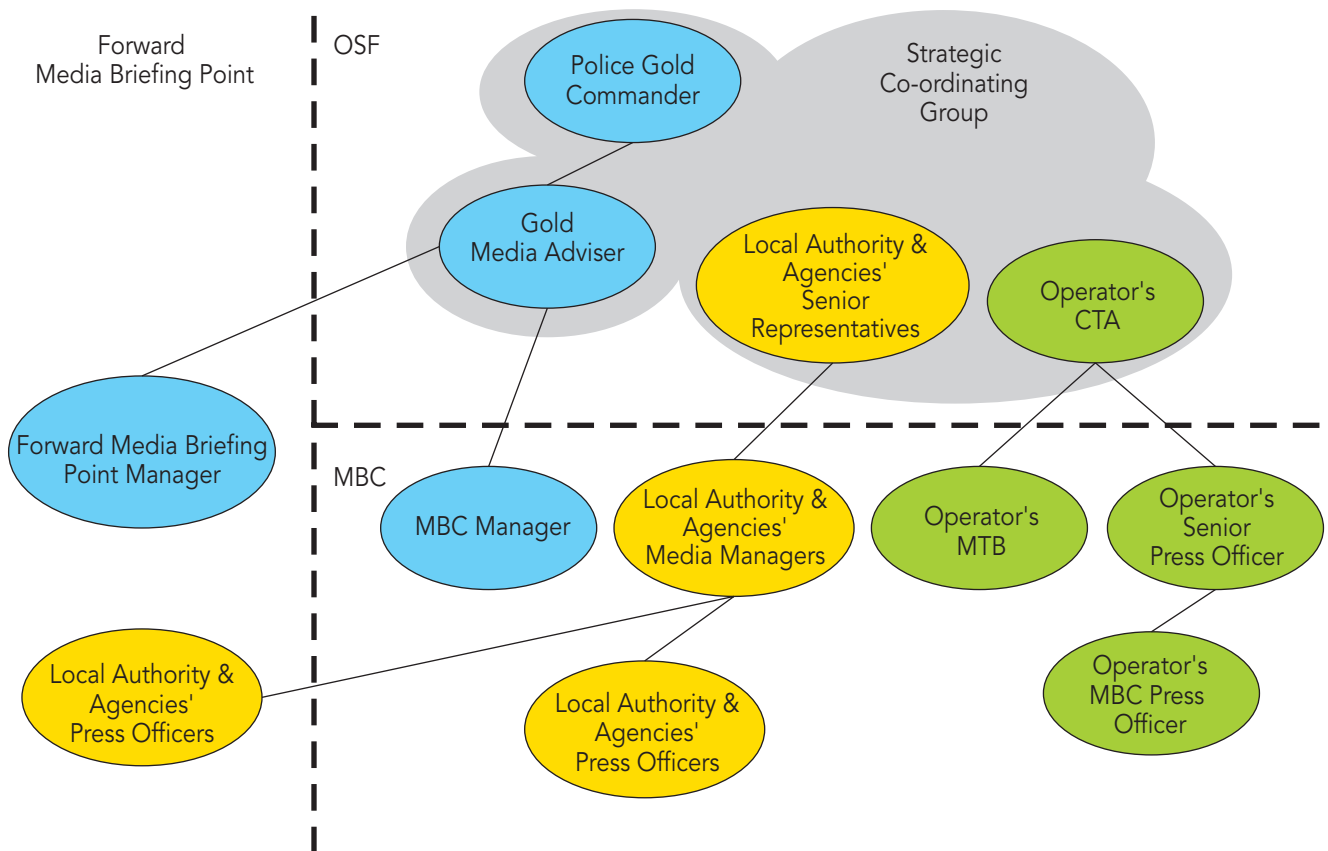 Forward
Media Briefing Point
OSF
Police Gold
Commander
Strategic
Co-ordinating
Group
Gold
Media Adviser
Local Authority &
Agencies'
Senior
Representatives
Operator's
CTA
Forward Media Briefing
Point Manager
MBC
MBC Manager
Local Authority &
Agencies'
Media Managers
Operator's
MTB
Operator's
Senior
Press Officer
Local Authority &
Agencies'
Press Officers
Local Authority &
Agencies'
Press Officers
Operator's
MBC Press
Officer